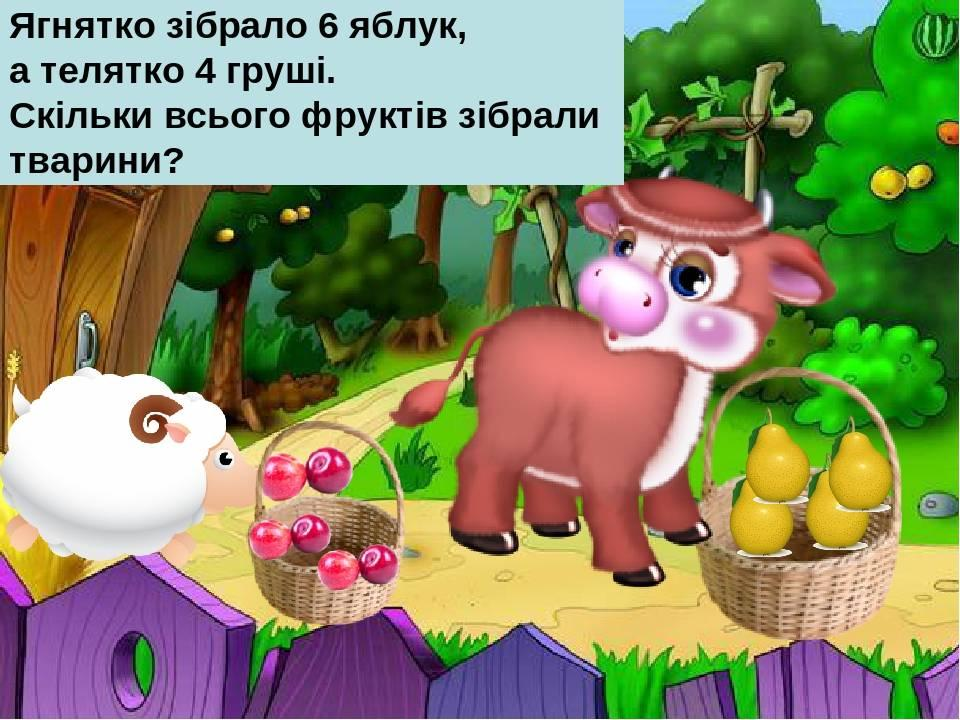 Ягнятко зібрало 6 яблук,
а телятко 4 груші.
Скільки всього фруктів зібрали
тварини?